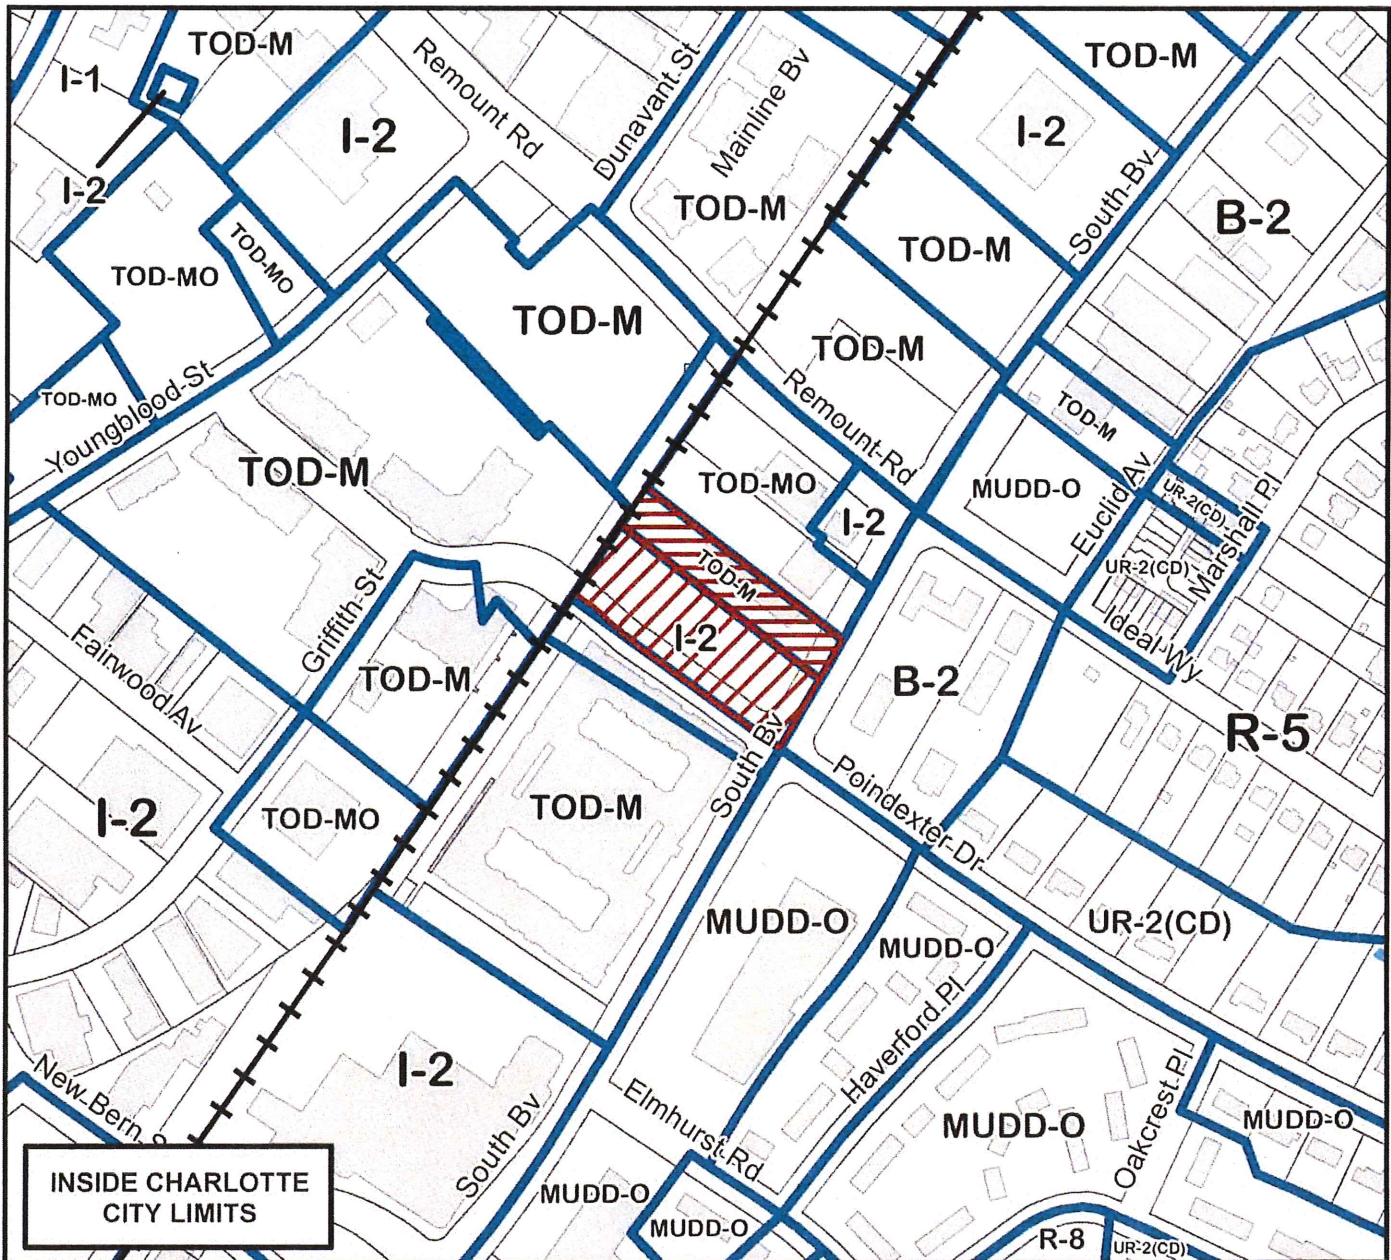 TOD-M
I-1
I-2
I-2
Remount Rd
Dunavant St
Mainline Bv
TOD-M
I-2
TOD-M
South Bv
B-2
TOD-M
TOD-MO
TOD-MO
TOD-M
TOD-M
TOD-MO
Youngblood St
TOD-M
Remount Rd
TOD-M
TOD-MO
I-2
MUDD-O
Euclid Av
UR-2(CD)
Marshall Pl
UR-2(CD)
Ideal Wy
TOD-M
I-2
Griffith St
Fairwood Av
TOD-M
B-2
R-5
South Bv
Poindexter Dr
I-2
TOD-MO
TOD-M
MUDD-O
MUDD-O
UR-2(CD)
Haverford Pl
New Bern S
I-2
South Bv
Elmhurst Rd
MUDD-O
Oakcrest Pl
MUDD-O
MUDD-O
MUDD-O
R-8
UR-2(CD)
INSIDE CHARLOTTE
CITY LIMITS